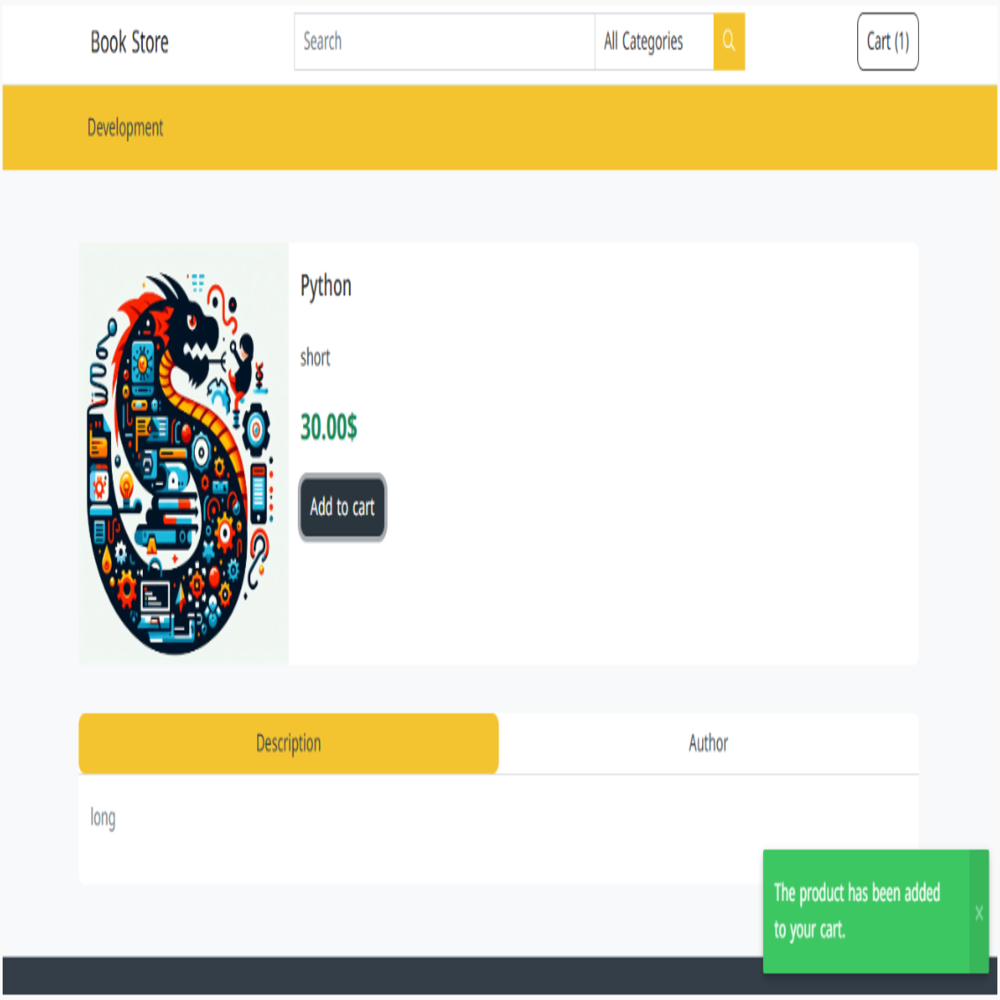 Book Store
Search
All Categories
Cart (1)
Development
Python
short
30.00$
Add to cart
Description
Author
long
The product has been added
to your cart.
×